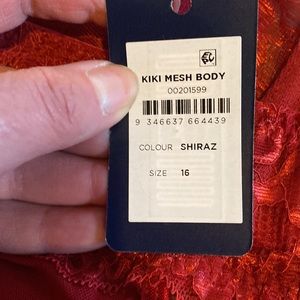 KIKI MESH BODY
00201599
9 346637 664439
COLOUR SHIRAZ
SIZE 16